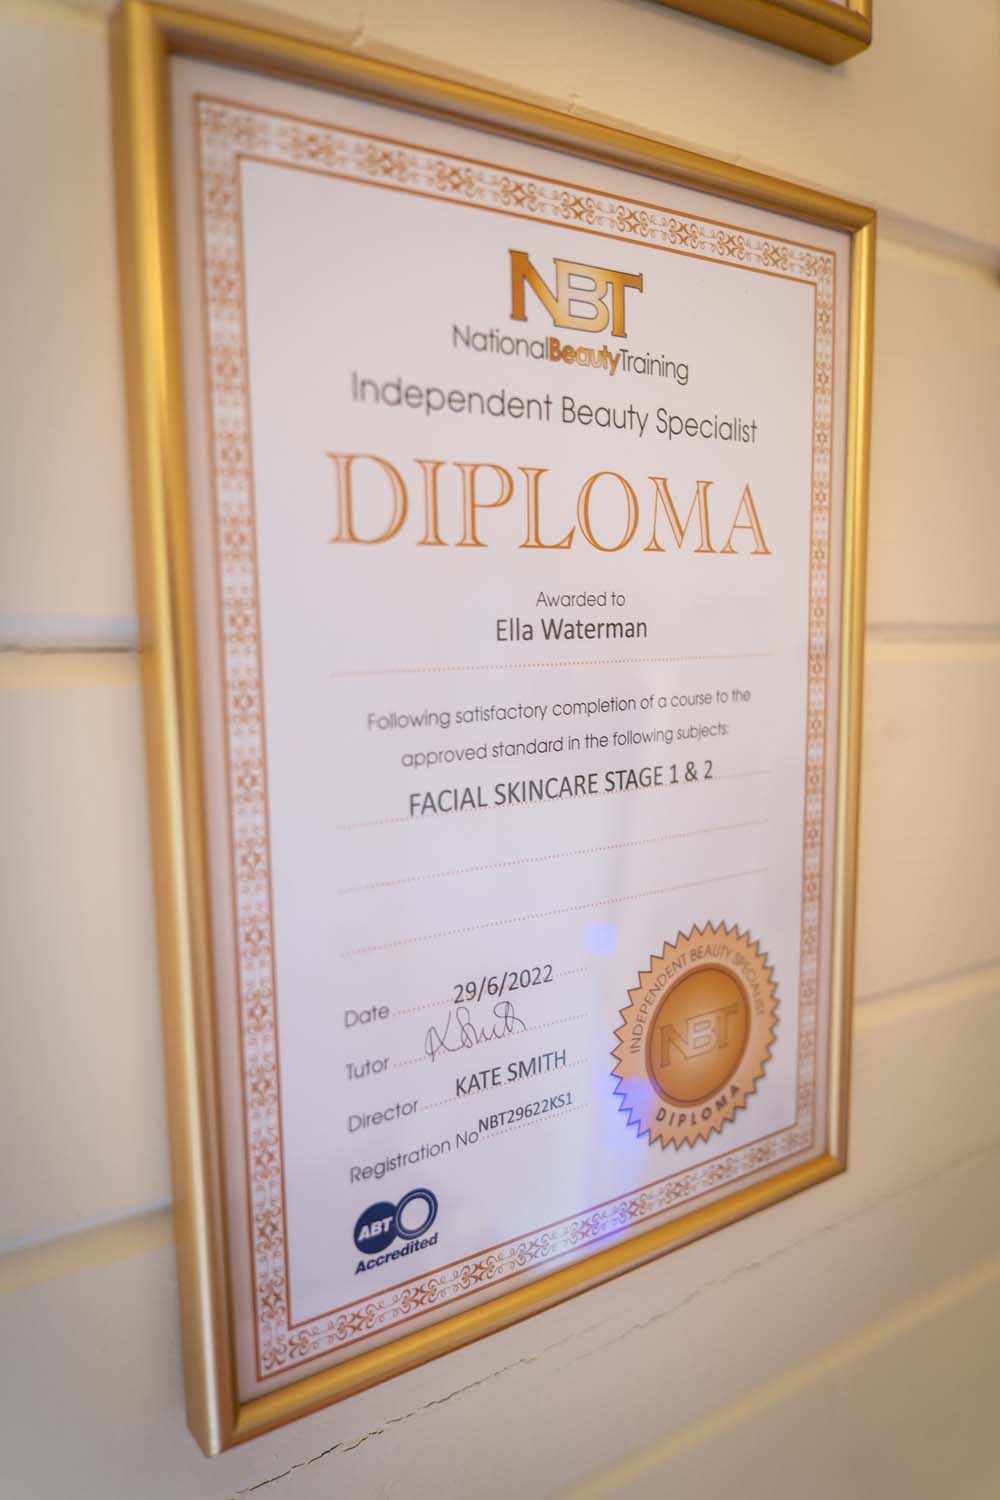 NBT
NationalBeautyTraining
Independent Beauty Specialist
DIPLOMA
Awarded to
Ella Waterman
Following satisfactory completion of a course to the
approved standard in the following subjects:
FACIAL SKINCARE STAGE 1 & 2
Date 29/6/2022
Tutor K Smith
Director KATE SMITH
Registration No NBT29622KS1
INDEPENDENT BEAUTY SPECIALIST
NBT
DIPLOMA
ABT
Accredited